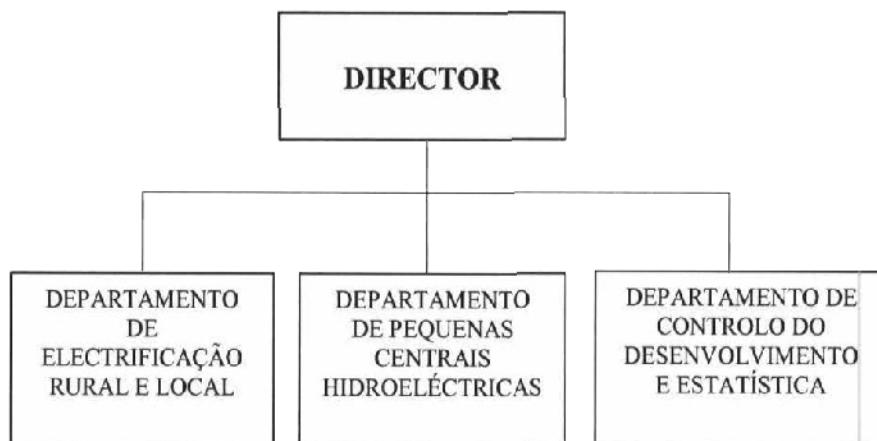 DIRECTOR
DEPARTAMENTO
DE
ELECTRIFICAÇÃO
RURAL E LOCAL
DEPARTAMENTO
DE PEQUENAS
CENTRAIS
HIDROELÉCTRICAS
DEPARTAMENTO DE
CONTROLO DO
DESENVOLVIMENTO
E ESTATÍSTICA